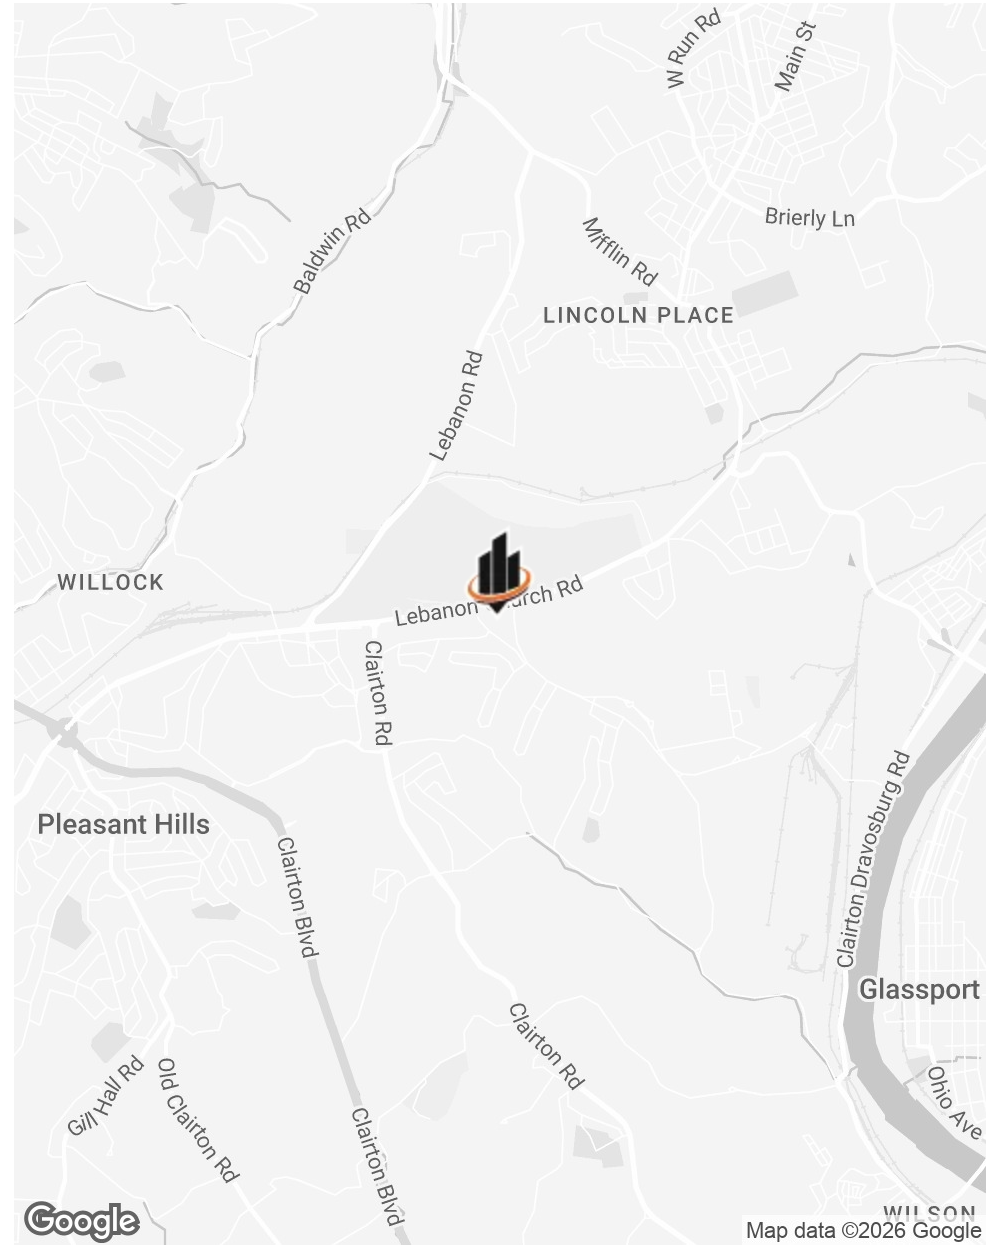 W Run Rd
Main St
Brierly Ln
Baldwin Rd
Mifflin Rd
LINCOLN PLACE
Lebanon Rd
WILLOCK
Lebanon Church Rd
Clairton Rd
Pleasant Hills
Clairton Dravosburg Rd
Clairton Blvd
Glassport
Clairton Rd
Gill Hall Rd
Old Clairton Rd
Ohio Ave
Clairton Blvd
WILSON
Google
Map data ©2026 Google